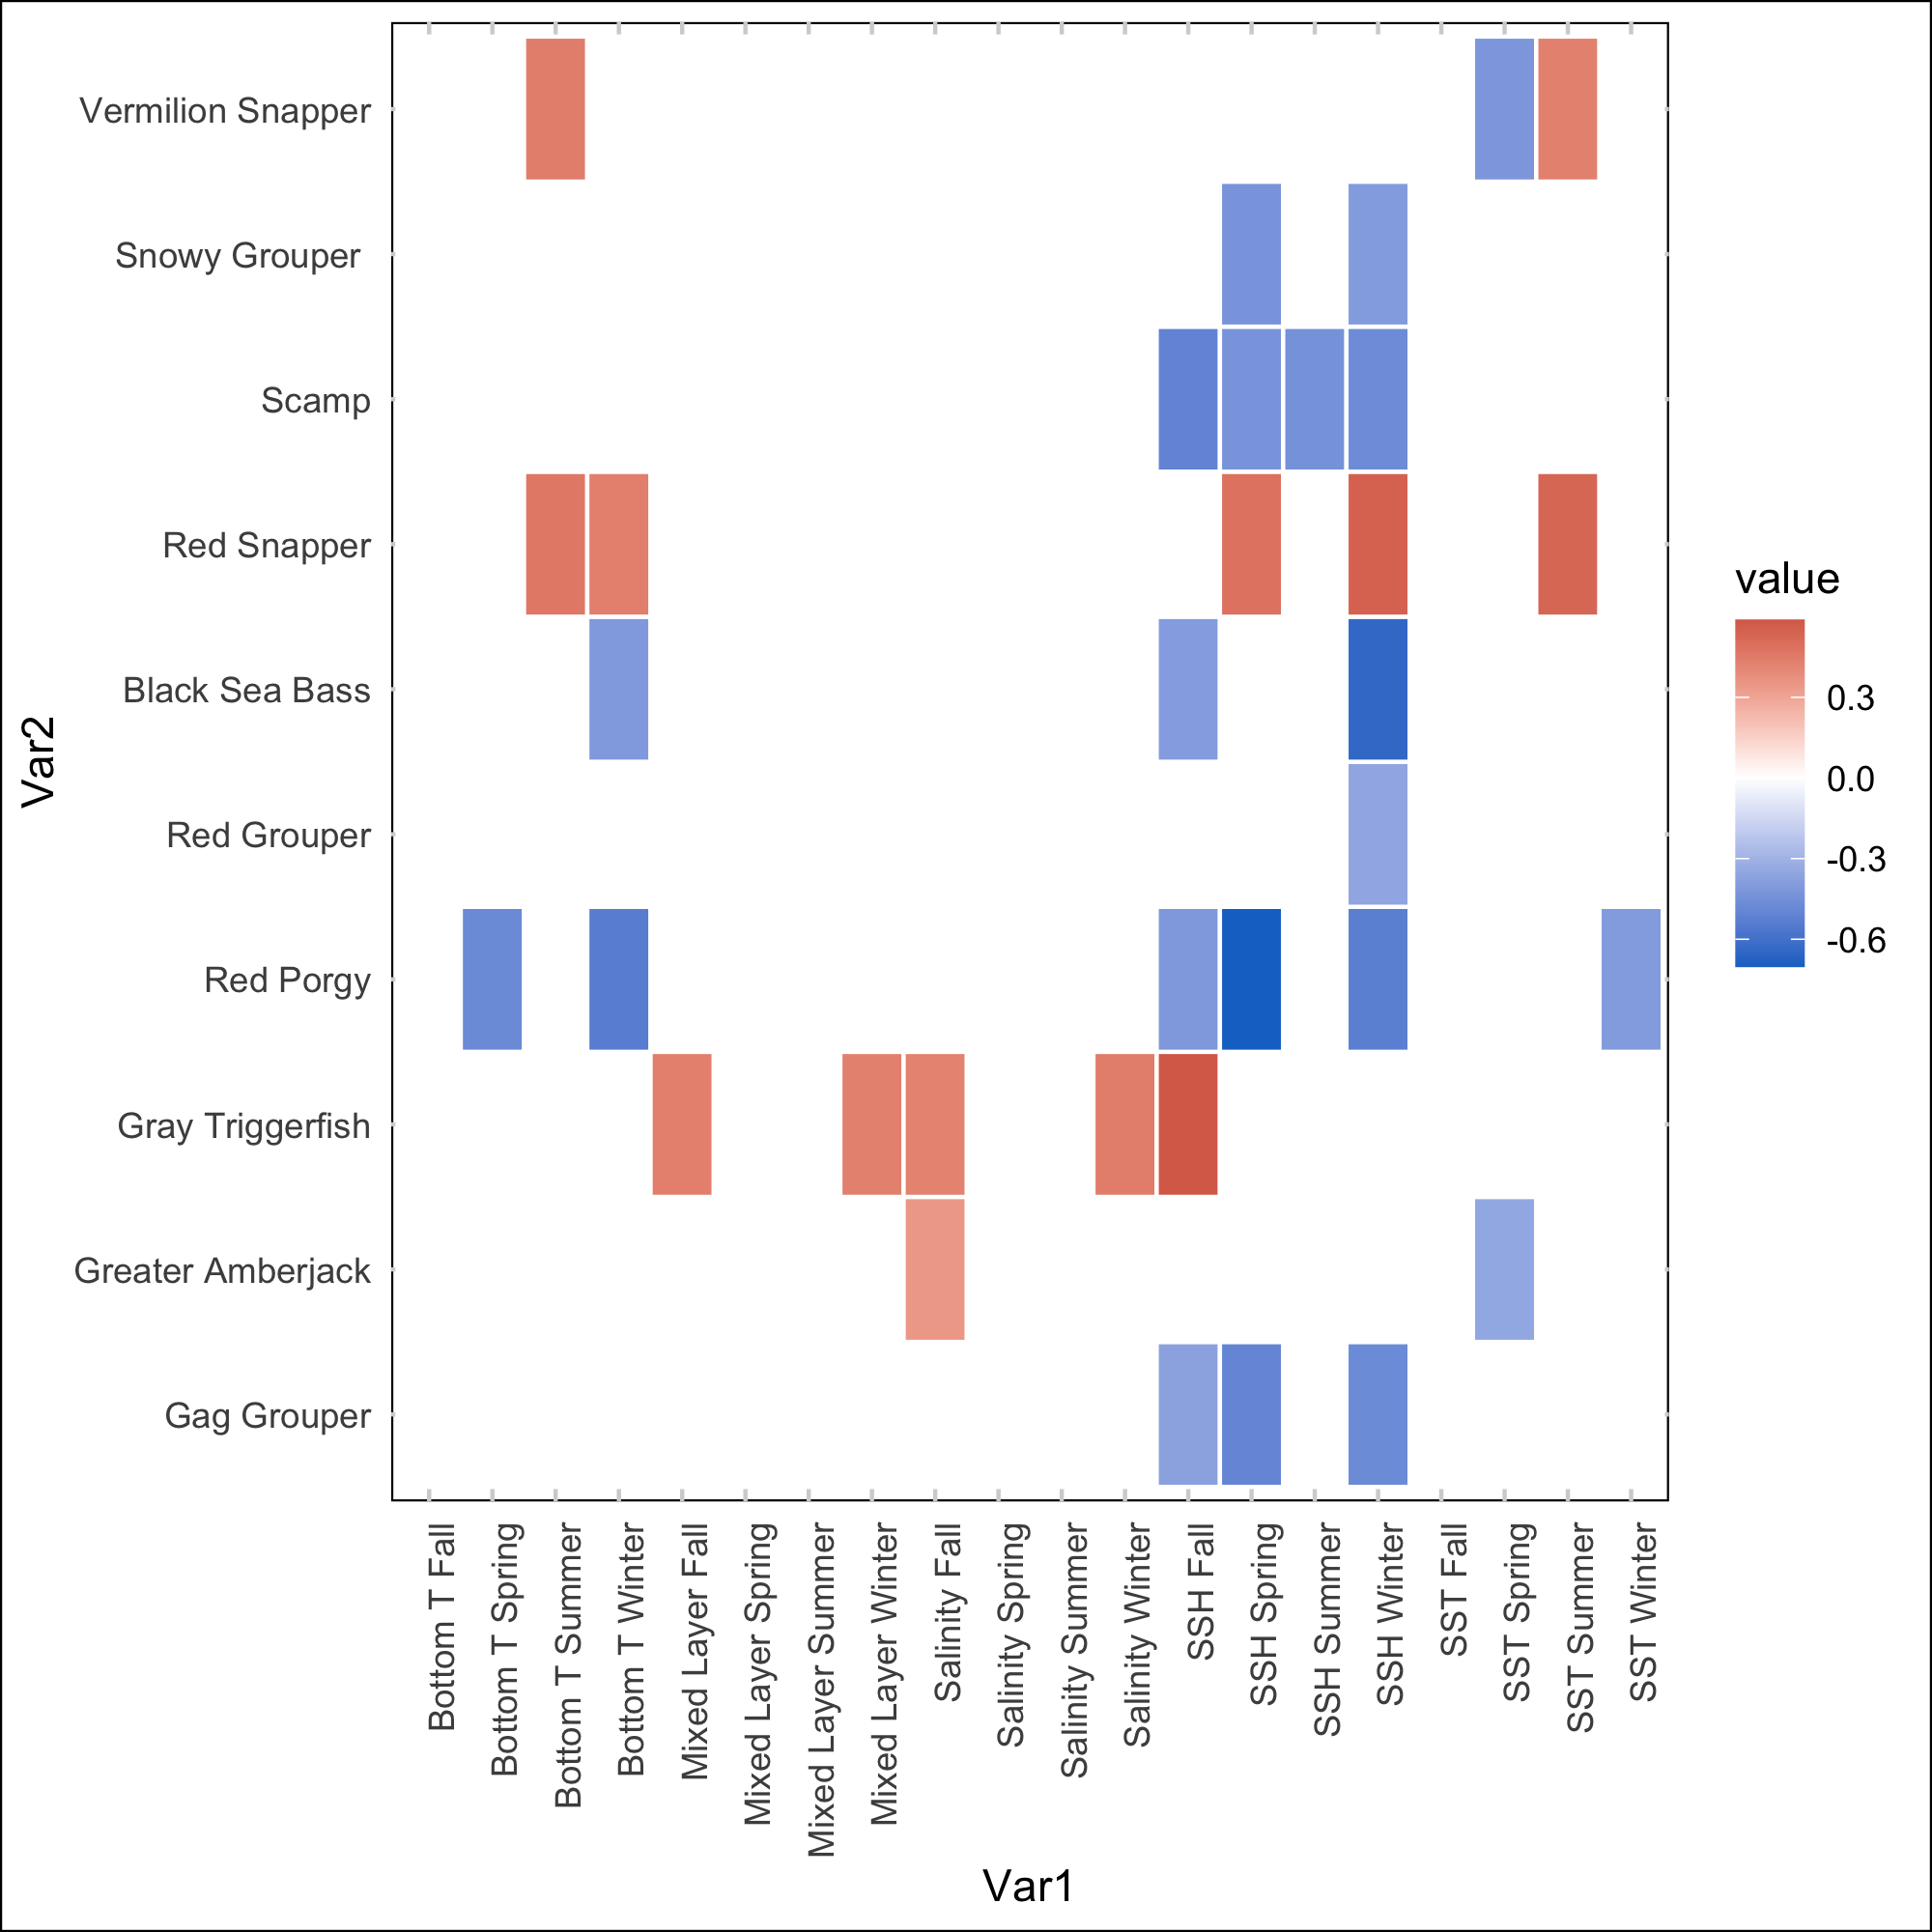 Vermilion Snapper
Snowy Grouper
Scamp
Red Snapper
Black Sea Bass
Red Grouper
Red Porgy
Gray Triggerfish
Greater Amberjack
Gag Grouper
Var2
Bottom T Fall
Bottom T Spring
Bottom T Summer
Bottom T Winter
Mixed Layer Fall
Mixed Layer Spring
Mixed Layer Summer
Mixed Layer Winter
Salinity Fall
Salinity Spring
Salinity Summer
Salinity Winter
SSH Fall
SSH Spring
SSH Summer
SSH Winter
SST Fall
SST Spring
SST Summer
SST Winter
Var1
value
0.3
0.0
-0.3
-0.6